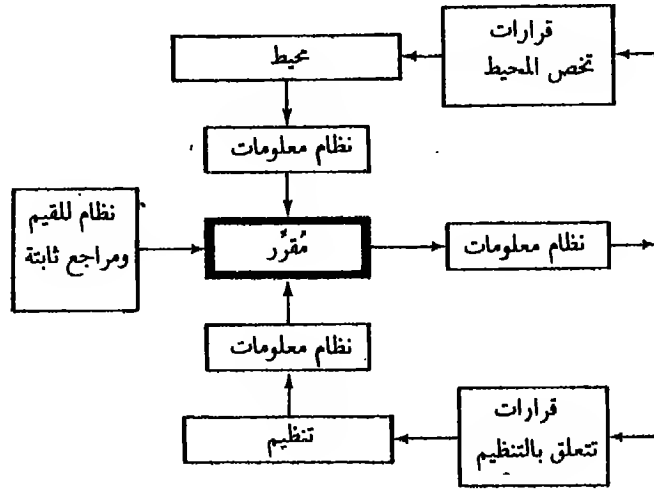 قرارات
تخص المحيط
محيط
نظام معلومات
نظام للقيم
ومراجع ثابتة
مُقرَّر
نظام معلومات
نظام معلومات
قرارات
تتعلق بالتنظيم
تنظيم